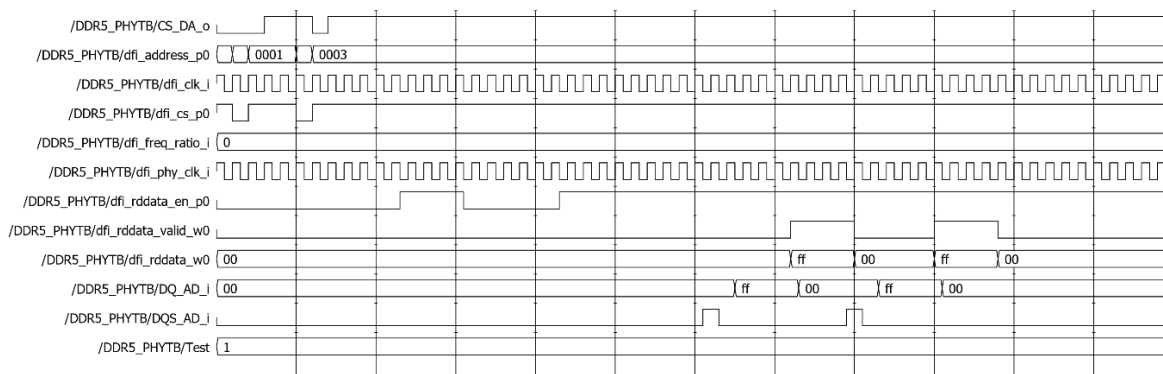 /DDR5_PHYTB/CS_DA_o
/DDR5_PHYTB/dfi_address_p0 0001 0003
/DDR5_PHYTB/dfi_clk_i
/DDR5_PHYTB/dfi_cs_p0
/DDR5_PHYTB/dfi_freq_ratio_i 0
/DDR5_PHYTB/dfi_phy_clk_i
/DDR5_PHYTB/dfi_rddata_en_p0
/DDR5_PHYTB/dfi_rddata_valid_w0
/DDR5_PHYTB/dfi_rddata_w0 00 ff 00 ff 00
/DDR5_PHYTB/DQ_AD_i 00 ff 00 ff 00
/DDR5_PHYTB/DQS_AD_i
/DDR5_PHYTB/Test 1